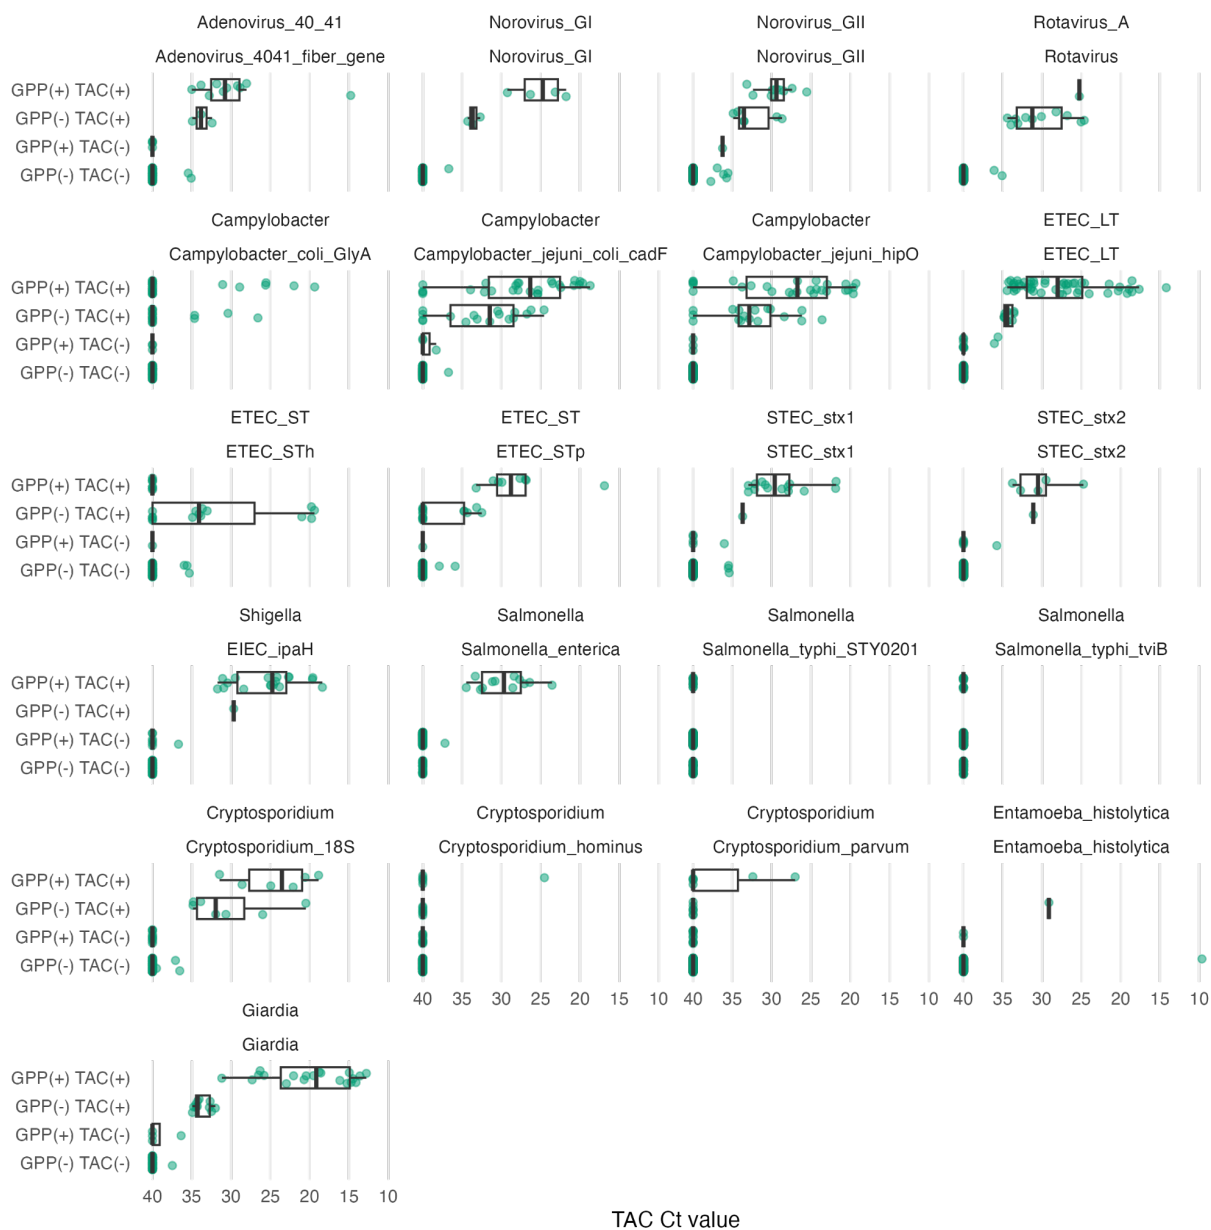 Adenovirus_40_41 Norovirus_GI Norovirus_GII Rotavirus_A
Adenovirus_4041_fiber_gene Norovirus_GI Norovirus_GII Rotavirus
GPP(+) TAC(+)
GPP(-) TAC(+)
GPP(+) TAC(-)
GPP(-) TAC(-)
Campylobacter Campylobacter Campylobacter ETEC_LT
Campylobacter_coli_GlyA Campylobacter_jejuni_coli_cadF Campylobacter_jejuni_hipO ETEC_LT
GPP(+) TAC(+)
GPP(-) TAC(+)
GPP(+) TAC(-)
GPP(-) TAC(-)
ETEC_ST ETEC_ST STEC_stx1 STEC_stx2
ETEC_STh ETEC_STp STEC_stx1 STEC_stx2
GPP(+) TAC(+)
GPP(-) TAC(+)
GPP(+) TAC(-)
GPP(-) TAC(-)
Shigella Salmonella Salmonella Salmonella
EIEC_ipaH Salmonella_enterica Salmonella_typhi_STY0201 Salmonella_typhi_tviB
GPP(+) TAC(+)
GPP(-) TAC(+)
GPP(+) TAC(-)
GPP(-) TAC(-)
Cryptosporidium Cryptosporidium Cryptosporidium Entamoeba_histolytica
Cryptosporidium_18S Cryptosporidium_hominus Cryptosporidium_parvum Entamoeba_histolytica
GPP(+) TAC(+)
GPP(-) TAC(+)
GPP(+) TAC(-)
GPP(-) TAC(-)
40 35 30 25 20 15 10 40 35 30 25 20 15 10 40 35 30 25 20 15 10
Giardia
Giardia
GPP(+) TAC(+)
GPP(-) TAC(+)
GPP(+) TAC(-)
GPP(-) TAC(-)
40 35 30 25 20 15 10
TAC Ct value